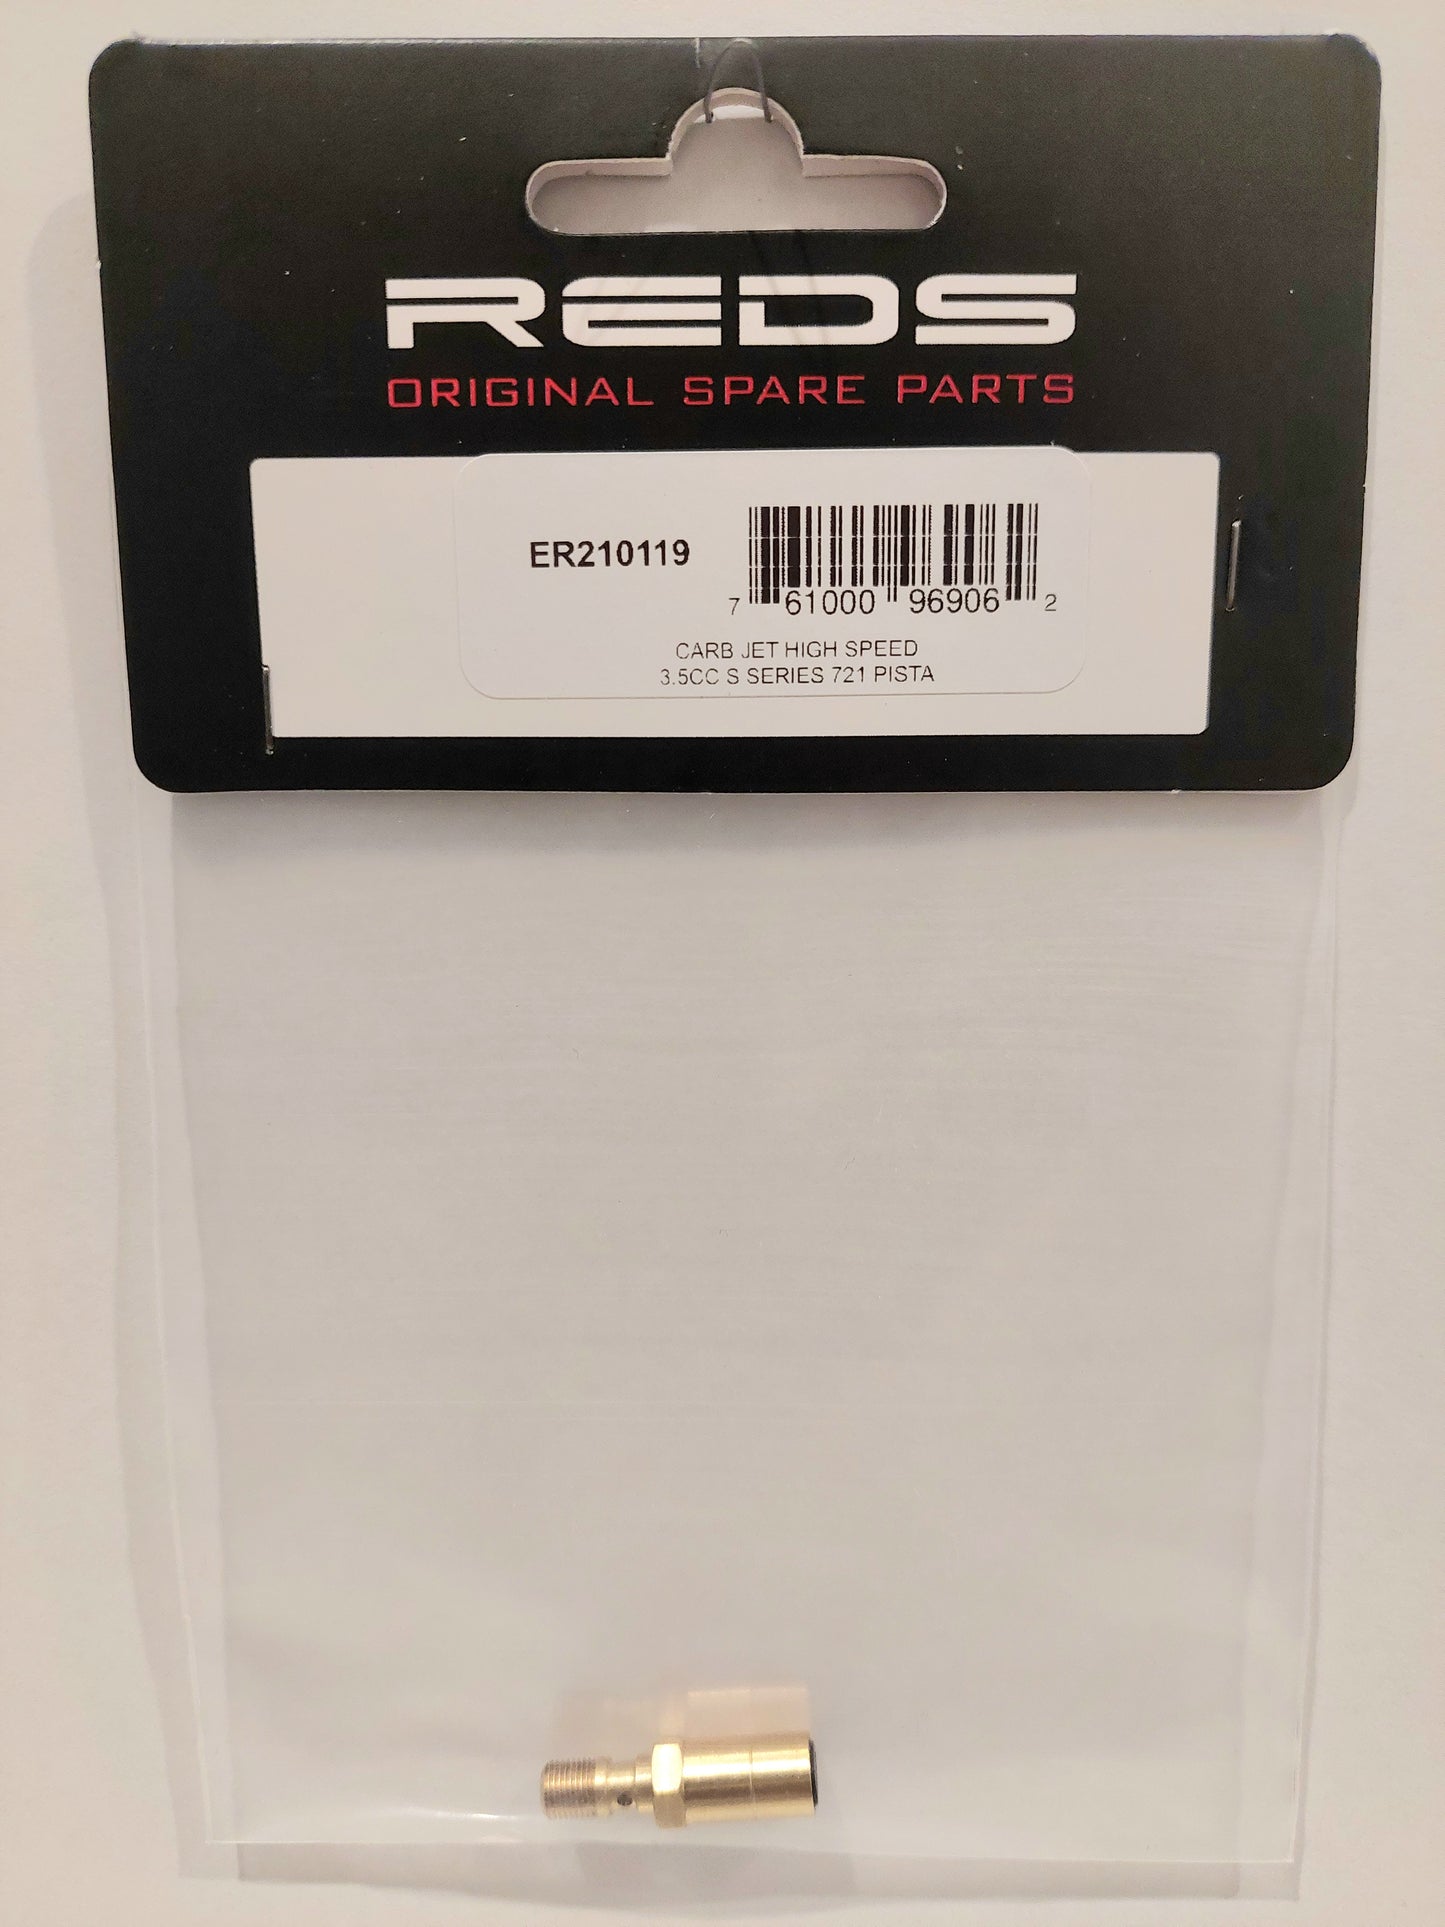 REDS
ORIGINAL SPARE PARTS
ER210119
7 61000 96906 2
CARB JET HIGH SPEED
3.5CC S SERIES 721 PISTA